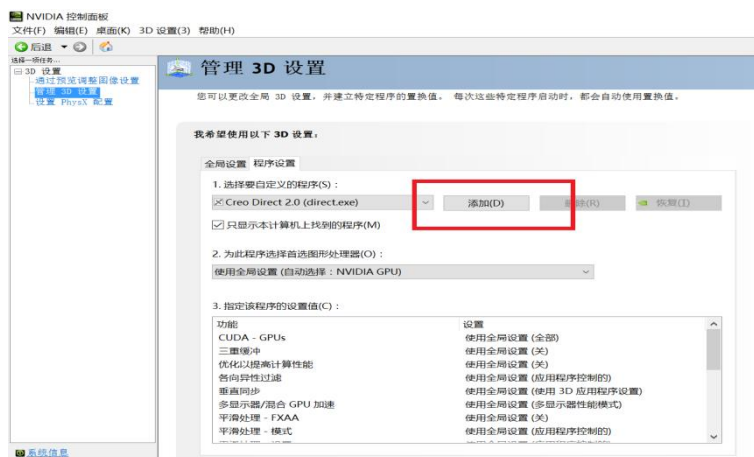 NVIDIA 控制面板
文件(F) 编辑(E) 桌面(K) 3D 设置(3) 帮助(H)
后退
选择一项任务...
3D 设置
通过预览调整图像设置
管理 3D 设置
设置 PhysX 配置
系统信息
管理 3D 设置
您可以更改全局 3D 设置，并建立特定程序的置换值。 每次这些特定程序启动时，都会自动使用置换值。
我希望使用以下 3D 设置:
全局设置 程序设置
1. 选择要自定义的程序(S) :
Creo Direct 2.0 (direct.exe) 添加(D) 删除(R) 恢复(I)
只显示本计算机上找到的程序(M)
2. 为此程序选择首选图形处理器(O) :
使用全局设置 (自动选择：NVIDIA GPU)
3. 指定该程序的设置值(C) :
功能 设置
CUDA - GPUs 使用全局设置 (全部)
三重缓冲 使用全局设置 (关)
优化以提高计算性能 使用全局设置 (关)
各向异性过滤 使用全局设置 (应用程序控制的)
垂直同步 使用全局设置 (使用 3D 应用程序设置)
多显示器/混合 GPU 加速 使用全局设置 (多显示器性能模式)
平滑处理 - FXAA 使用全局设置 (关)
平滑处理 - 模式 使用全局设置 (应用程序控制的)